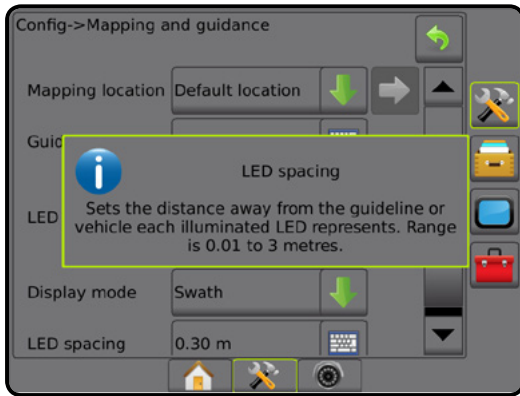 Config->Mapping and guidance
Mapping location Default location
Guid
LED spacing
Sets the distance away from the guideline or
vehicle each illuminated LED represents. Range
is 0.01 to 3 metres.
LED
Display mode Swath
LED spacing 0.30 m